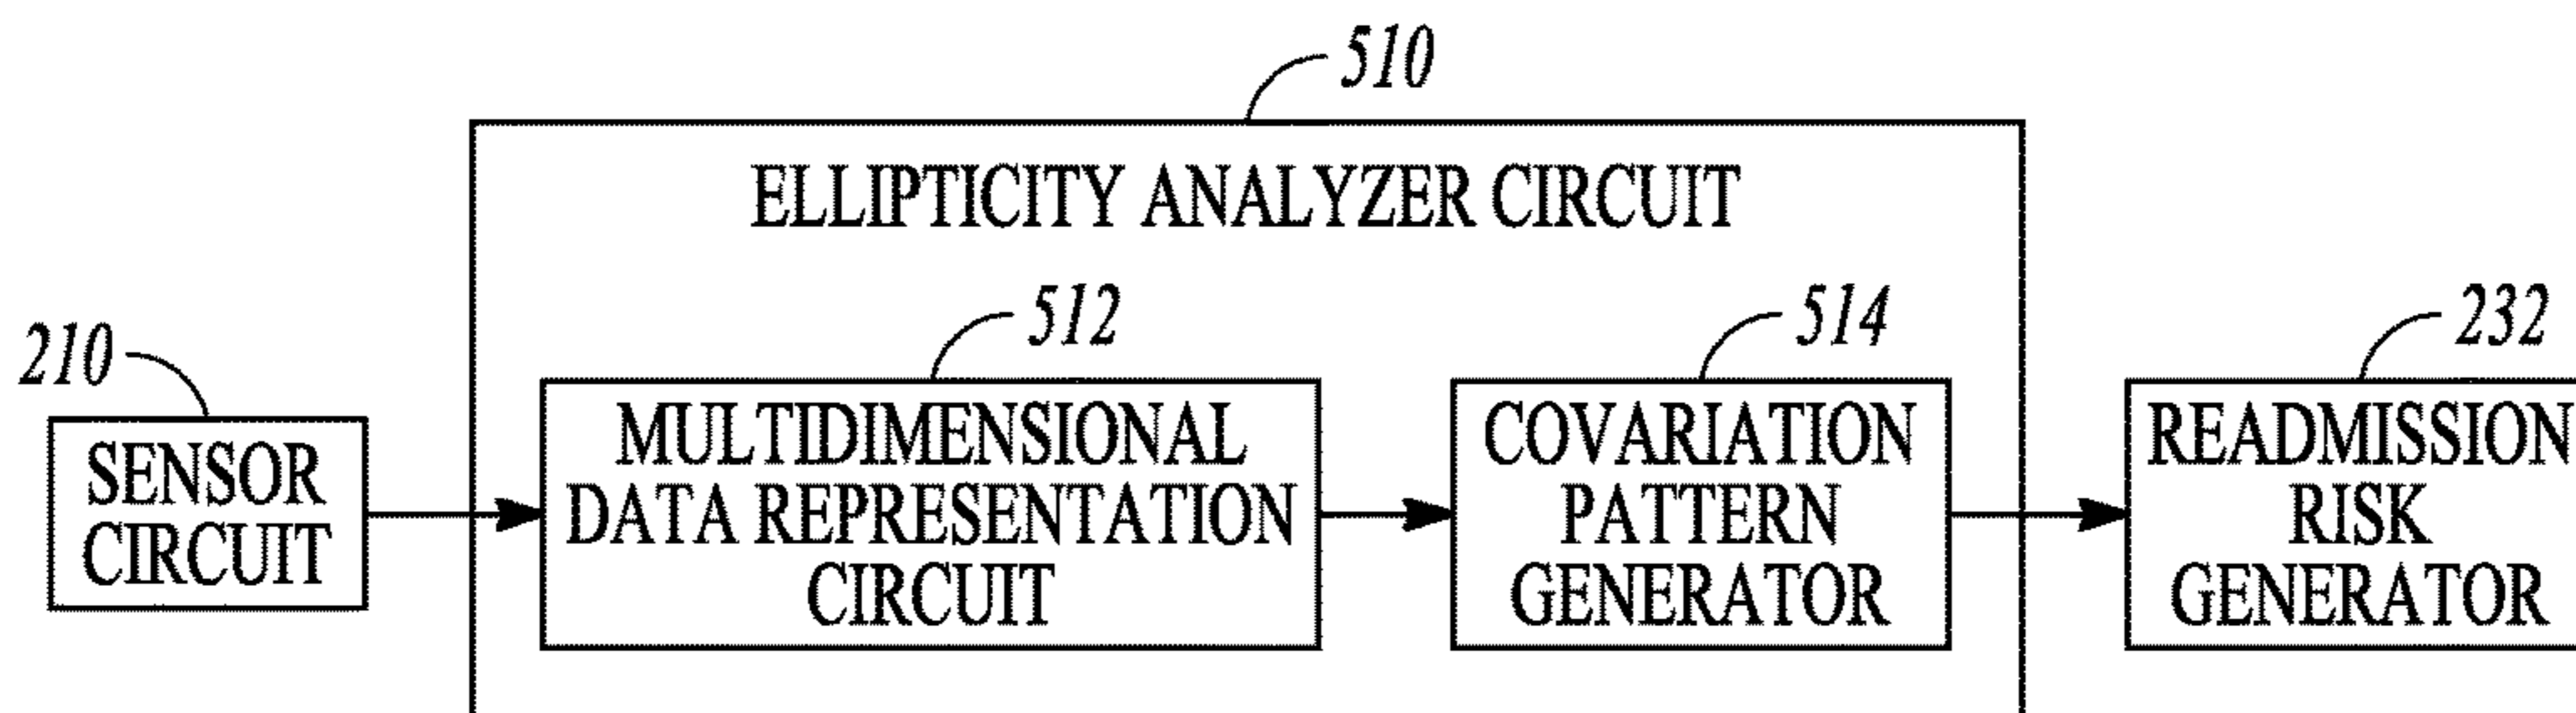 510
ELLIPTICITY ANALYZER CIRCUIT
210
512
514
232
SENSOR
CIRCUIT
MULTIDIMENSIONAL
DATA REPRESENTATION
CIRCUIT
COVARIATION
PATTERN
GENERATOR
READMISSION
RISK
GENERATOR